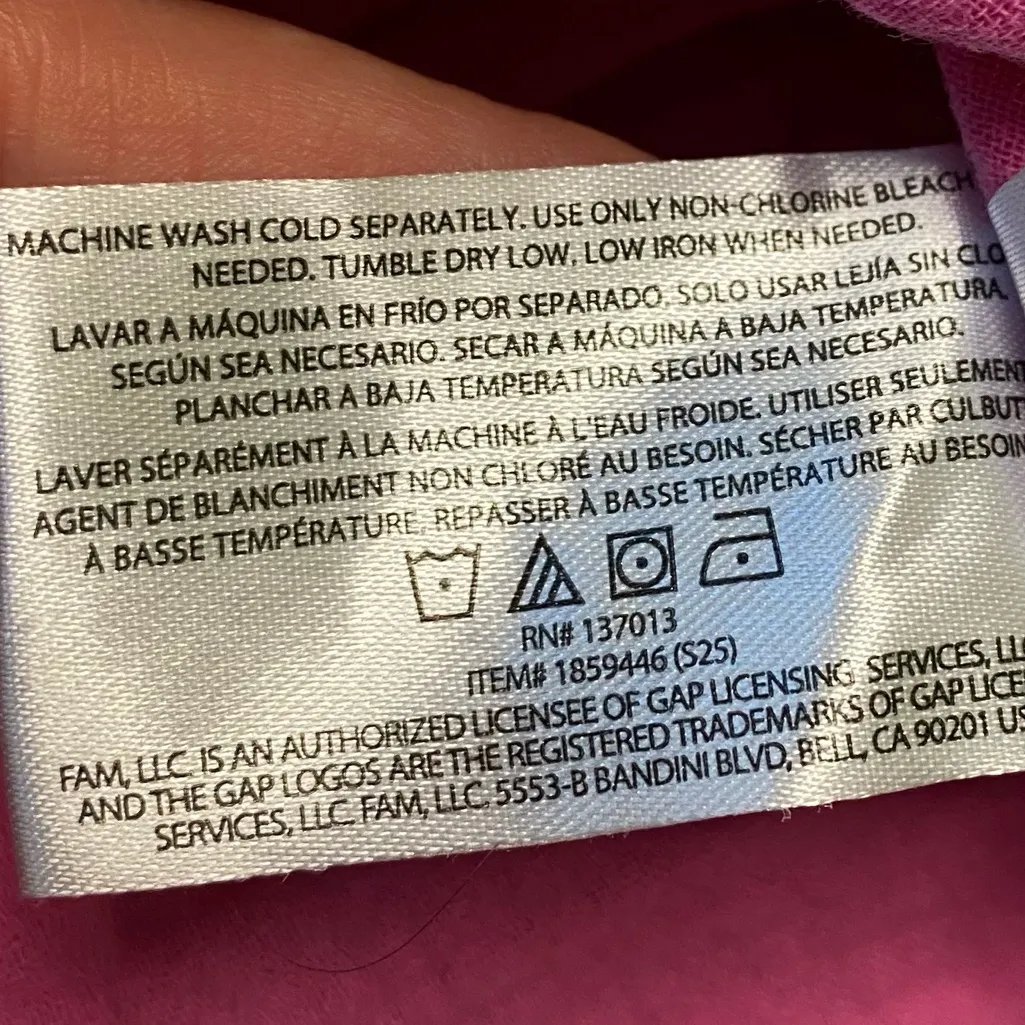 MACHINE WASH COLD SEPARATELY. USE ONLY NON-CHLORINE BLEACH
NEEDED. TUMBLE DRY LOW, LOW IRON WHEN NEEDED.
LAVAR A MÁQUINA EN FRÍO POR SEPARADO. SOLO USAR LEJÍA SIN CLO
SEGÚN SEA NECESARIO. SECAR A MÁQUINA A BAJA TEMPERATURA.
PLANCHAR A BAJA TEMPERATURA SEGÚN SEA NECESARIO.
LAVER SÉPARÉMENT À LA MACHINE À L'EAU FROIDE. UTILISER SEULEMENT
AGENT DE BLANCHIMENT NON CHLORÉ AU BESOIN. SÉCHER PAR CULBUT
À BASSE TEMPÉRATURE. REPASSER À BASSE TEMPÉRATURE AU BESOIN
RN# 137013
ITEM# 1859446 (S25)
FAM, LLC. IS AN AUTHORIZED LICENSEE OF GAP LICENSING SERVICES, LLC
AND THE GAP LOGOS ARE THE REGISTERED TRADEMARKS OF GAP LICE
SERVICES, LLC. FAM, LLC. 5553-B BANDINI BLVD, BELL, CA 90201 US